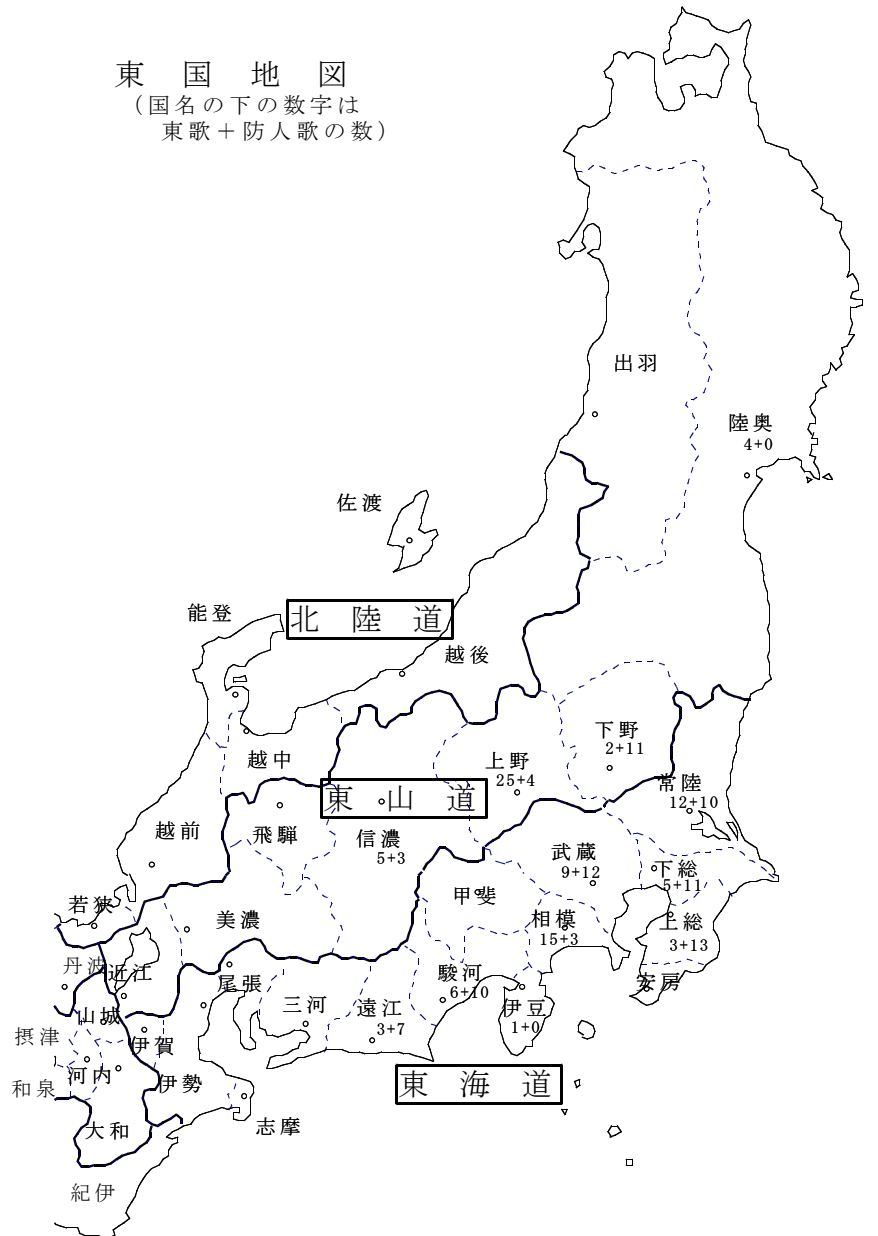 東国地図
（国名の下の数字は
東歌＋防人歌の数）
出羽
陸奥
4+0
佐渡
能登
北陸道
越後
下野
2+11
越中
上野
25+4
常陸
12+10
東山道
越前
飛騨
信濃
5+3
武蔵
9+12
下総
5+11
若狭
美濃
甲斐
相模
15+3
上総
3+13
丹波
近江
尾張
駿河
6+10
安房
山城
三河
遠江
3+7
伊豆
1+0
摂津
伊賀
河内
和泉
伊勢
東海道
大和
志摩
紀伊